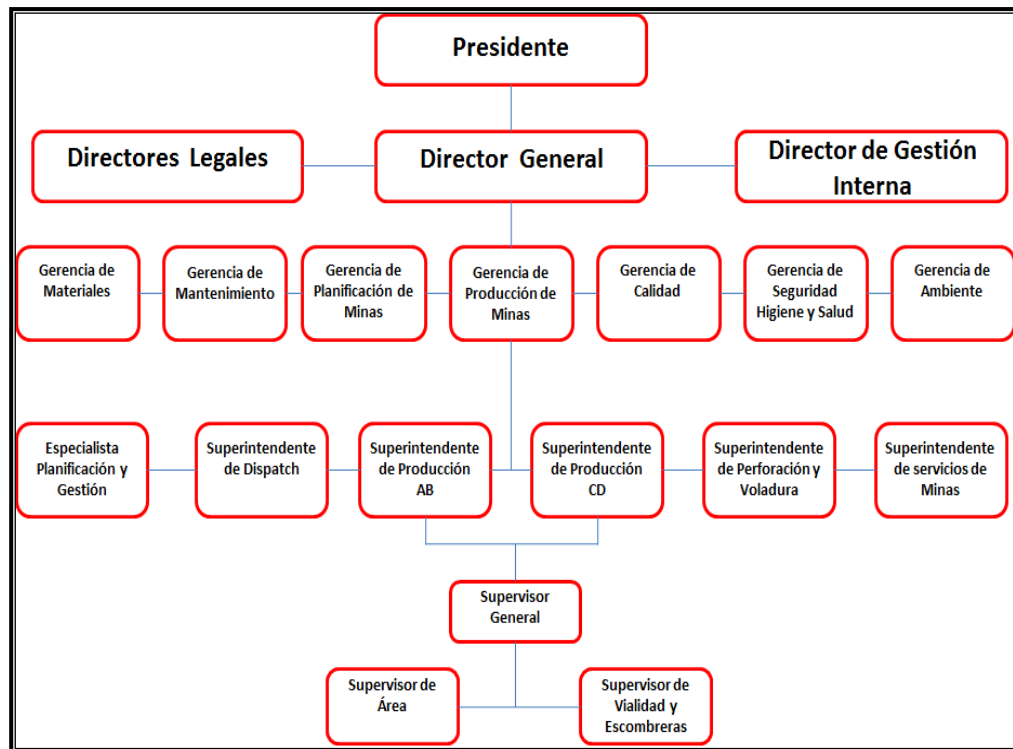 Presidente
Directores Legales
Director General
Director de Gestión
Interna
Gerencia de
Materiales
Gerencia de
Mantenimiento
Gerencia de
Planificación de
Minas
Gerencia de
Producción de
Minas
Gerencia de
Calidad
Gerencia de
Seguridad
Higiene y Salud
Gerencia de
Ambiente
Especialista
Planificación y
Gestión
Superintendente
de Dispatch
Superintendente
de Producción
AB
Superintendente
de Producción
CD
Superintendente
de Perforación y
Voladura
Superintendente
de servicios de
Minas
Supervisor
General
Supervisor de
Área
Supervisor de
Vialidad y
Escombreras